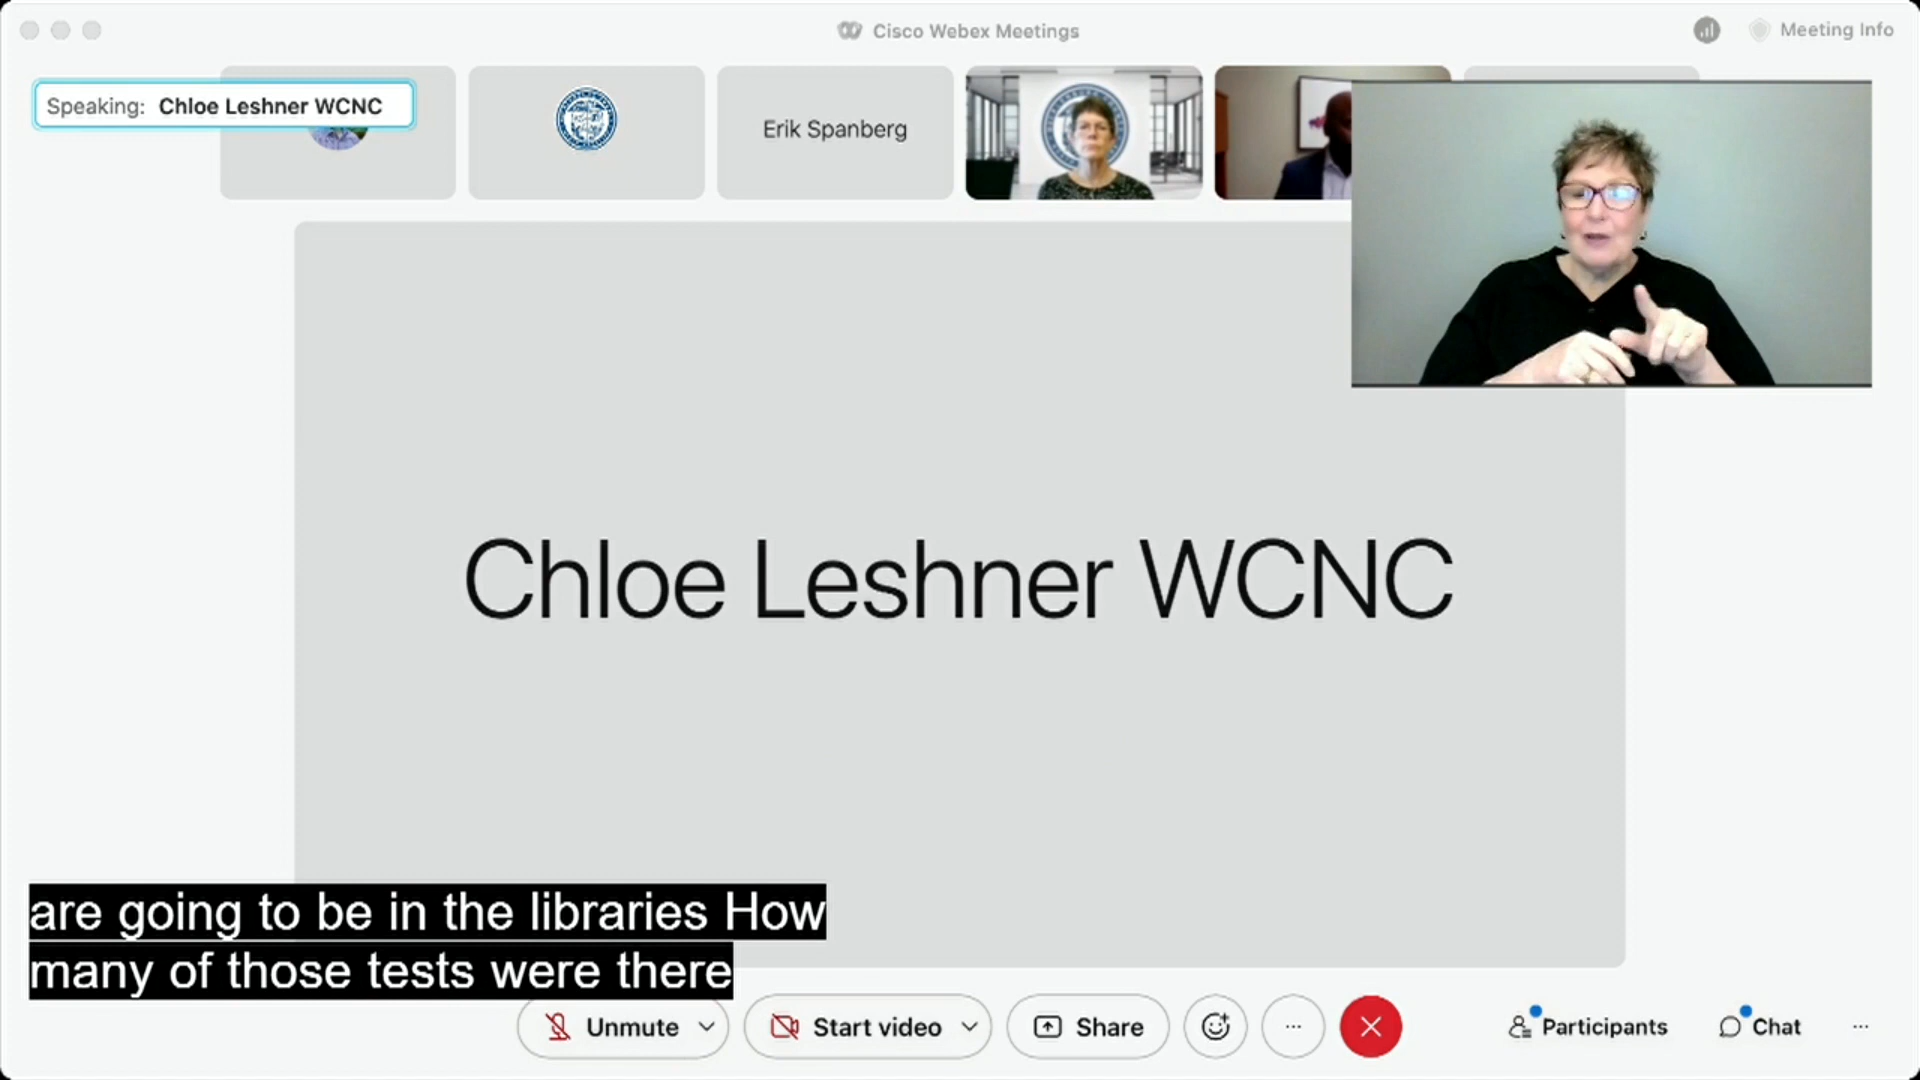 Cisco Webex Meetings
Meeting Info
Speaking: Chloe Leshner WCNC
Erik Spanberg
Chloe Leshner WCNC
are going to be in the libraries How
many of those tests were there
Unmute
Start video
Share
Participants
Chat